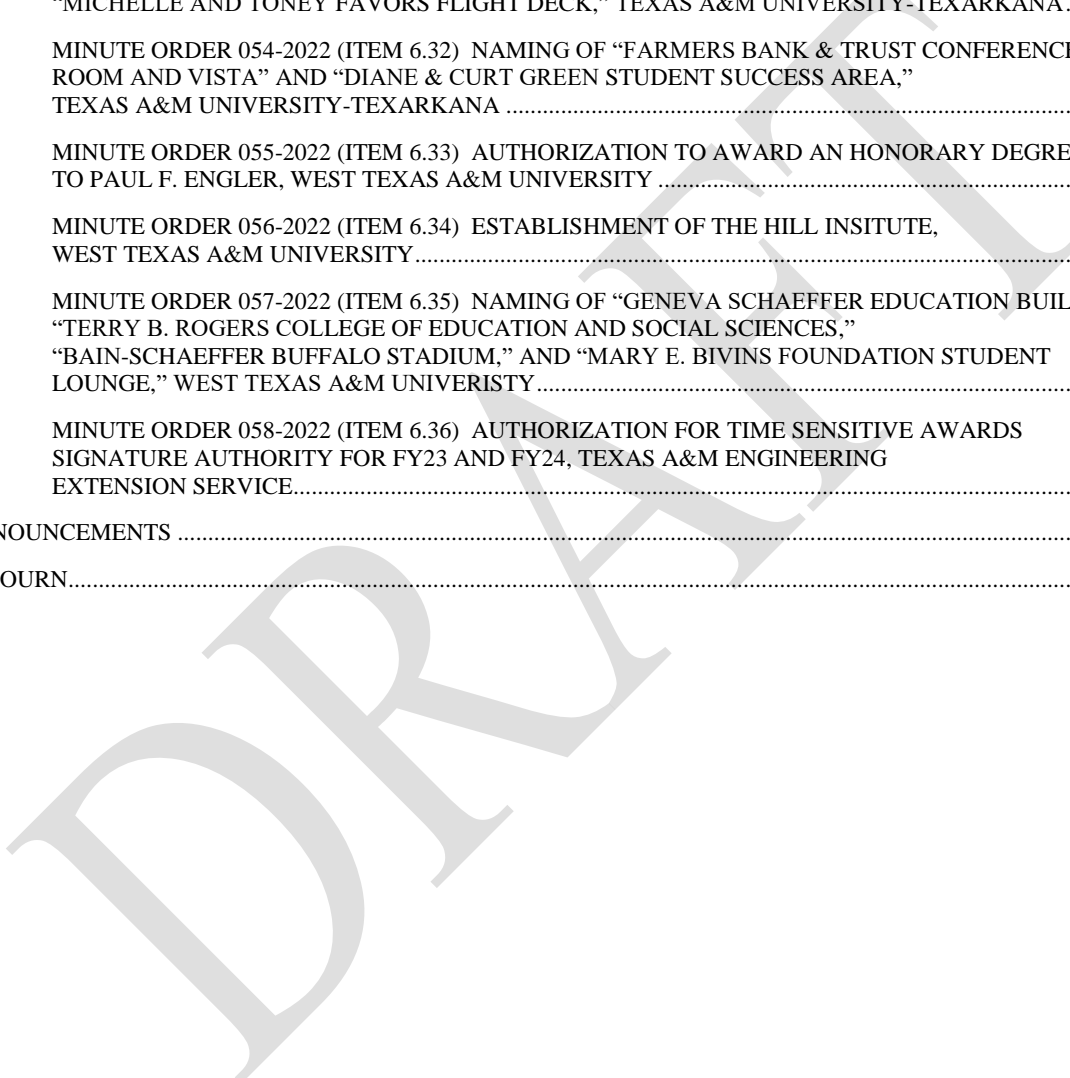 “MICHELLE AND TONEY FAVORS FLIGHT DECK,” TEXAS A&M UNIVERSITY-TEXARKANA.
MINUTE ORDER 054-2022 (ITEM 6.32) NAMING OF “FARMERS BANK & TRUST CONFERENCE
ROOM AND VISTA” AND “DIANE & CURT GREEN STUDENT SUCCESS AREA,”
TEXAS A&M UNIVERSITY-TEXARKANA ....................................................................................................
MINUTE ORDER 055-2022 (ITEM 6.33) AUTHORIZATION TO AWARD AN HONORARY DEGRE
TO PAUL F. ENGLER, WEST TEXAS A&M UNIVERSITY ........................................................................
MINUTE ORDER 056-2022 (ITEM 6.34) ESTABLISHMENT OF THE HILL INSITUTE,
WEST TEXAS A&M UNIVERSITY....................................................................................................................
MINUTE ORDER 057-2022 (ITEM 6.35) NAMING OF “GENEVA SCHAEFFER EDUCATION BUIL
“TERRY B. ROGERS COLLEGE OF EDUCATION AND SOCIAL SCIENCES,”
“BAIN-SCHAEFFER BUFFALO STADIUM,” AND “MARY E. BIVINS FOUNDATION STUDENT
LOUNGE,” WEST TEXAS A&M UNIVERISTY..............................................................................................
MINUTE ORDER 058-2022 (ITEM 6.36) AUTHORIZATION FOR TIME SENSITIVE AWARDS
SIGNATURE AUTHORITY FOR FY23 AND FY24, TEXAS A&M ENGINEERING
EXTENSION SERVICE........................................................................................................................................
NOUNCEMENTS ............................................................................................................................................................
OURN..............................................................................................................................................................................
DRAFT